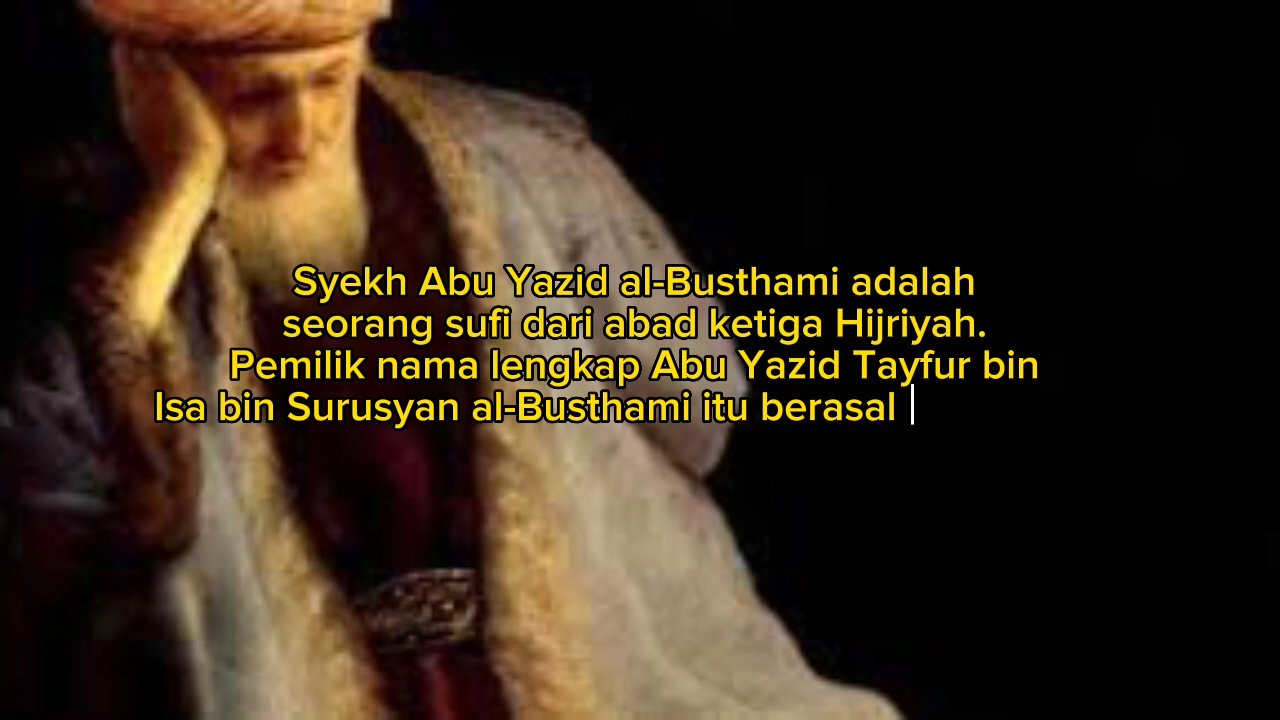 Syekh Abu Yazid al-Busthami adalah
seorang sufi dari abad ketiga Hijriyah.
Pemilik nama lengkap Abu Yazid Tayfur bin
Isa bin Surusyan al-Busthami itu berasal